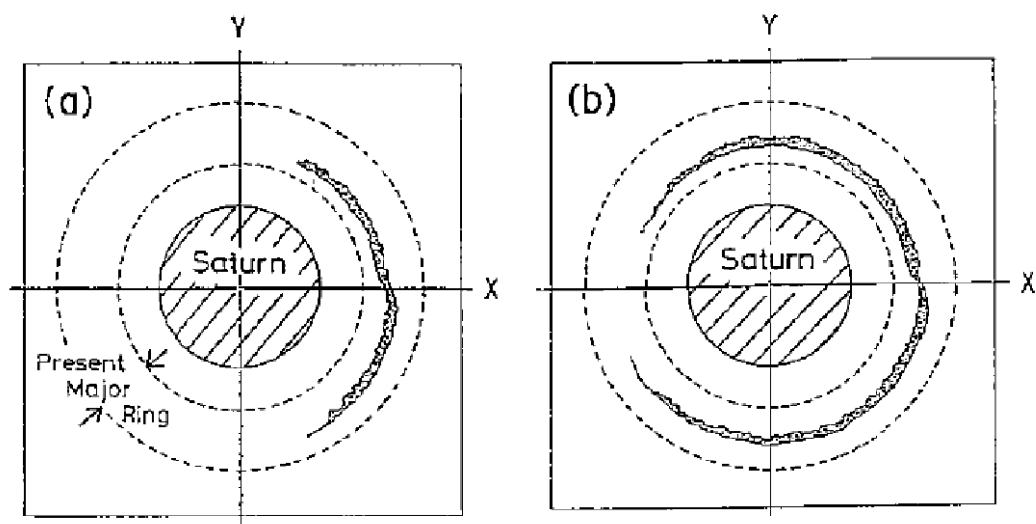 Y
(a)
Saturn
X
Present
Major
Ring
Y
(b)
Saturn
X